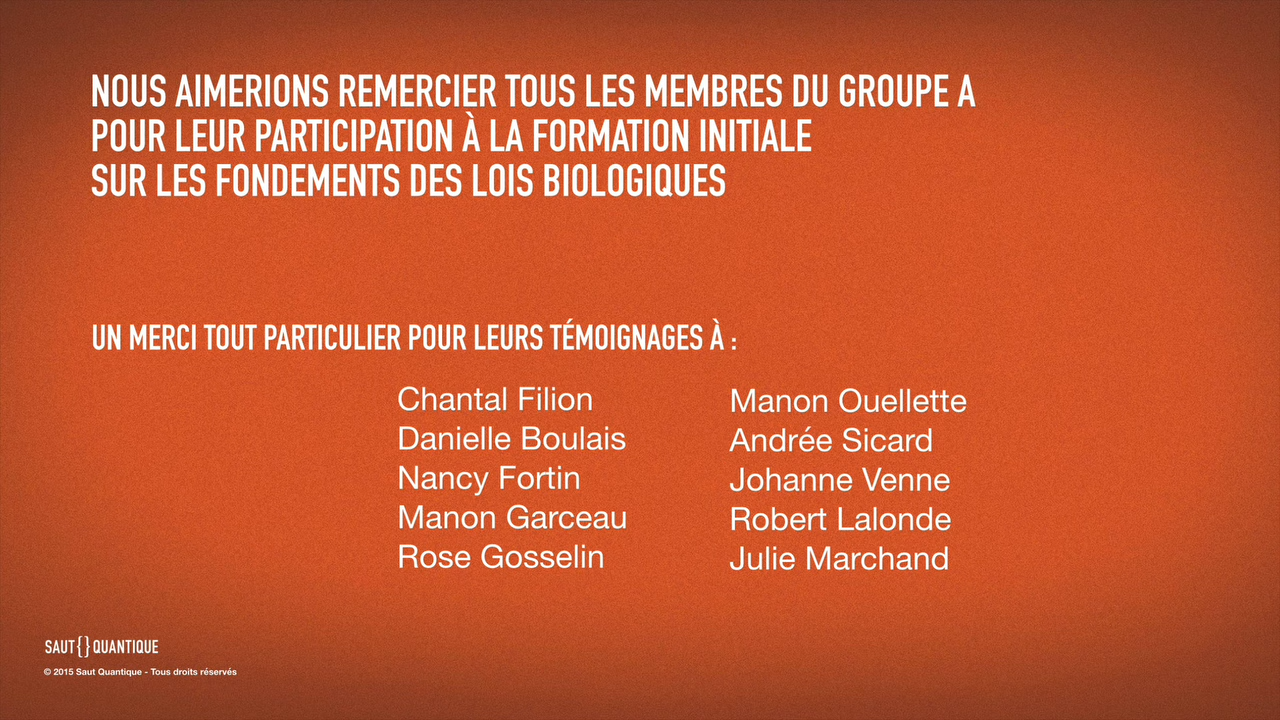 NOUS AIMERIONS REMERCIER TOUS LES MEMBRES DU GROUPE A
POUR LEUR PARTICIPATION À LA FORMATION INITIALE
SUR LES FONDEMENTS DES LOIS BIOLOGIQUES
UN MERCI TOUT PARTICULIER POUR LEURS TÉMOIGNAGES À :
Chantal Filion
Danielle Boulais
Nancy Fortin
Manon Garceau
Rose Gosselin
Manon Ouellette
Andrée Sicard
Johanne Venne
Robert Lalonde
Julie Marchand
SAUT{}QUANTIQUE
© 2015 Saut Quantique - Tous droits réservés